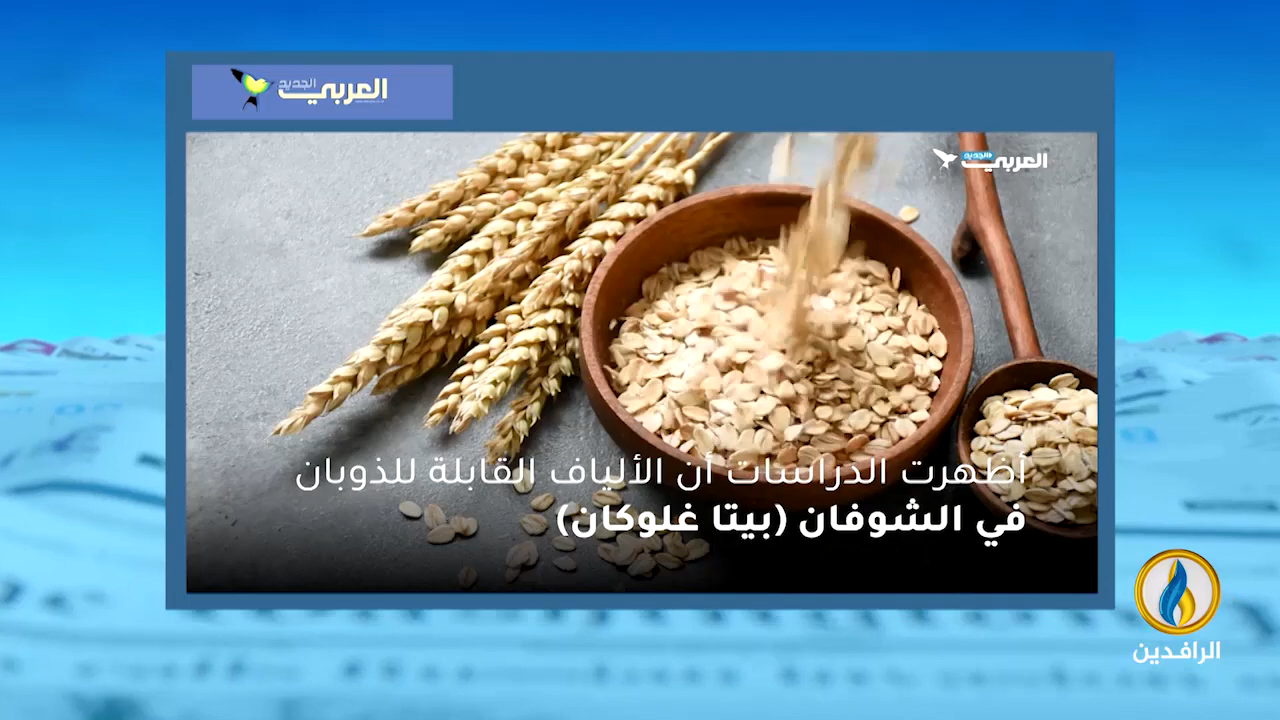 العربي الجديد
العربي الجديد
أظهرت الدراسات أن الألياف القابلة للذوبان
في الشوفان (بيتا غلوكان)
الرافدين